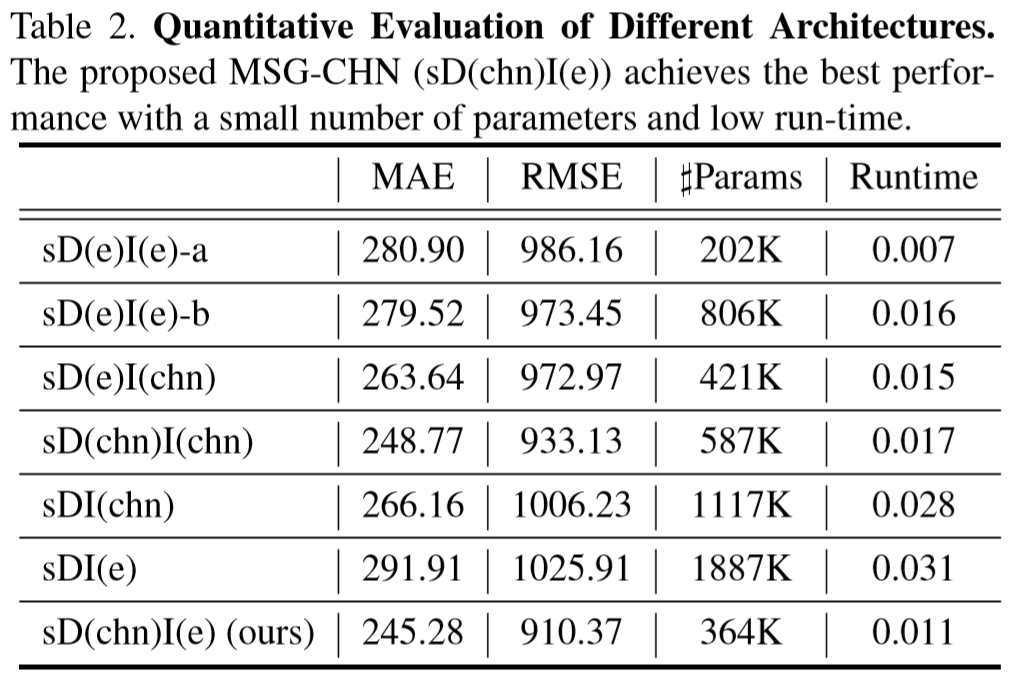 Table 2. Quantitative Evaluation of Different Architectures.
The proposed MSG-CHN (sD(chn)I(e)) achieves the best perfor-
mance with a small number of parameters and low run-time.
MAE RMSE ♯Params Runtime
sD(e)I(e)-a 280.90 986.16 202K 0.007
sD(e)I(e)-b 279.52 973.45 806K 0.016
sD(e)I(chn) 263.64 972.97 421K 0.015
sD(chn)I(chn) 248.77 933.13 587K 0.017
sDI(chn) 266.16 1006.23 1117K 0.028
sDI(e) 291.91 1025.91 1887K 0.031
sD(chn)I(e) (ours) 245.28 910.37 364K 0.011